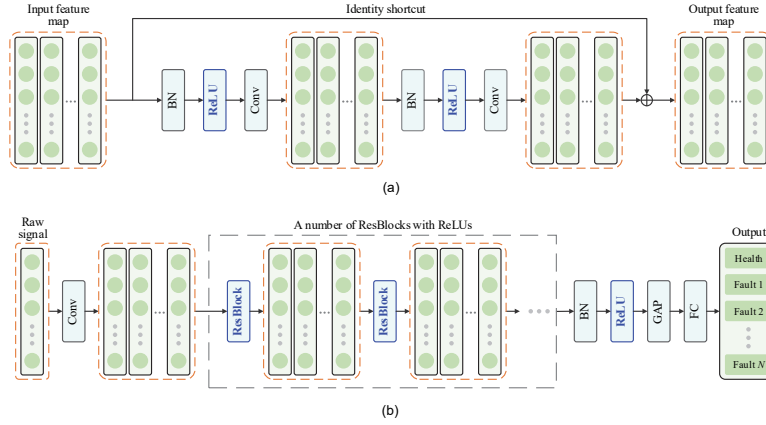 Input feature
map
Identity shortcut
Output feature
map
BN
ReLU
Conv
...
BN
ReLU
Conv
...
(a)
Raw
signal
A number of ResBlocks with ReLUs
Output
Conv
...
ResBlock
...
ResBlock
...
BN
ReLU
GAP
FC
Health
Fault 1
Fault 2
Fault N
(b)